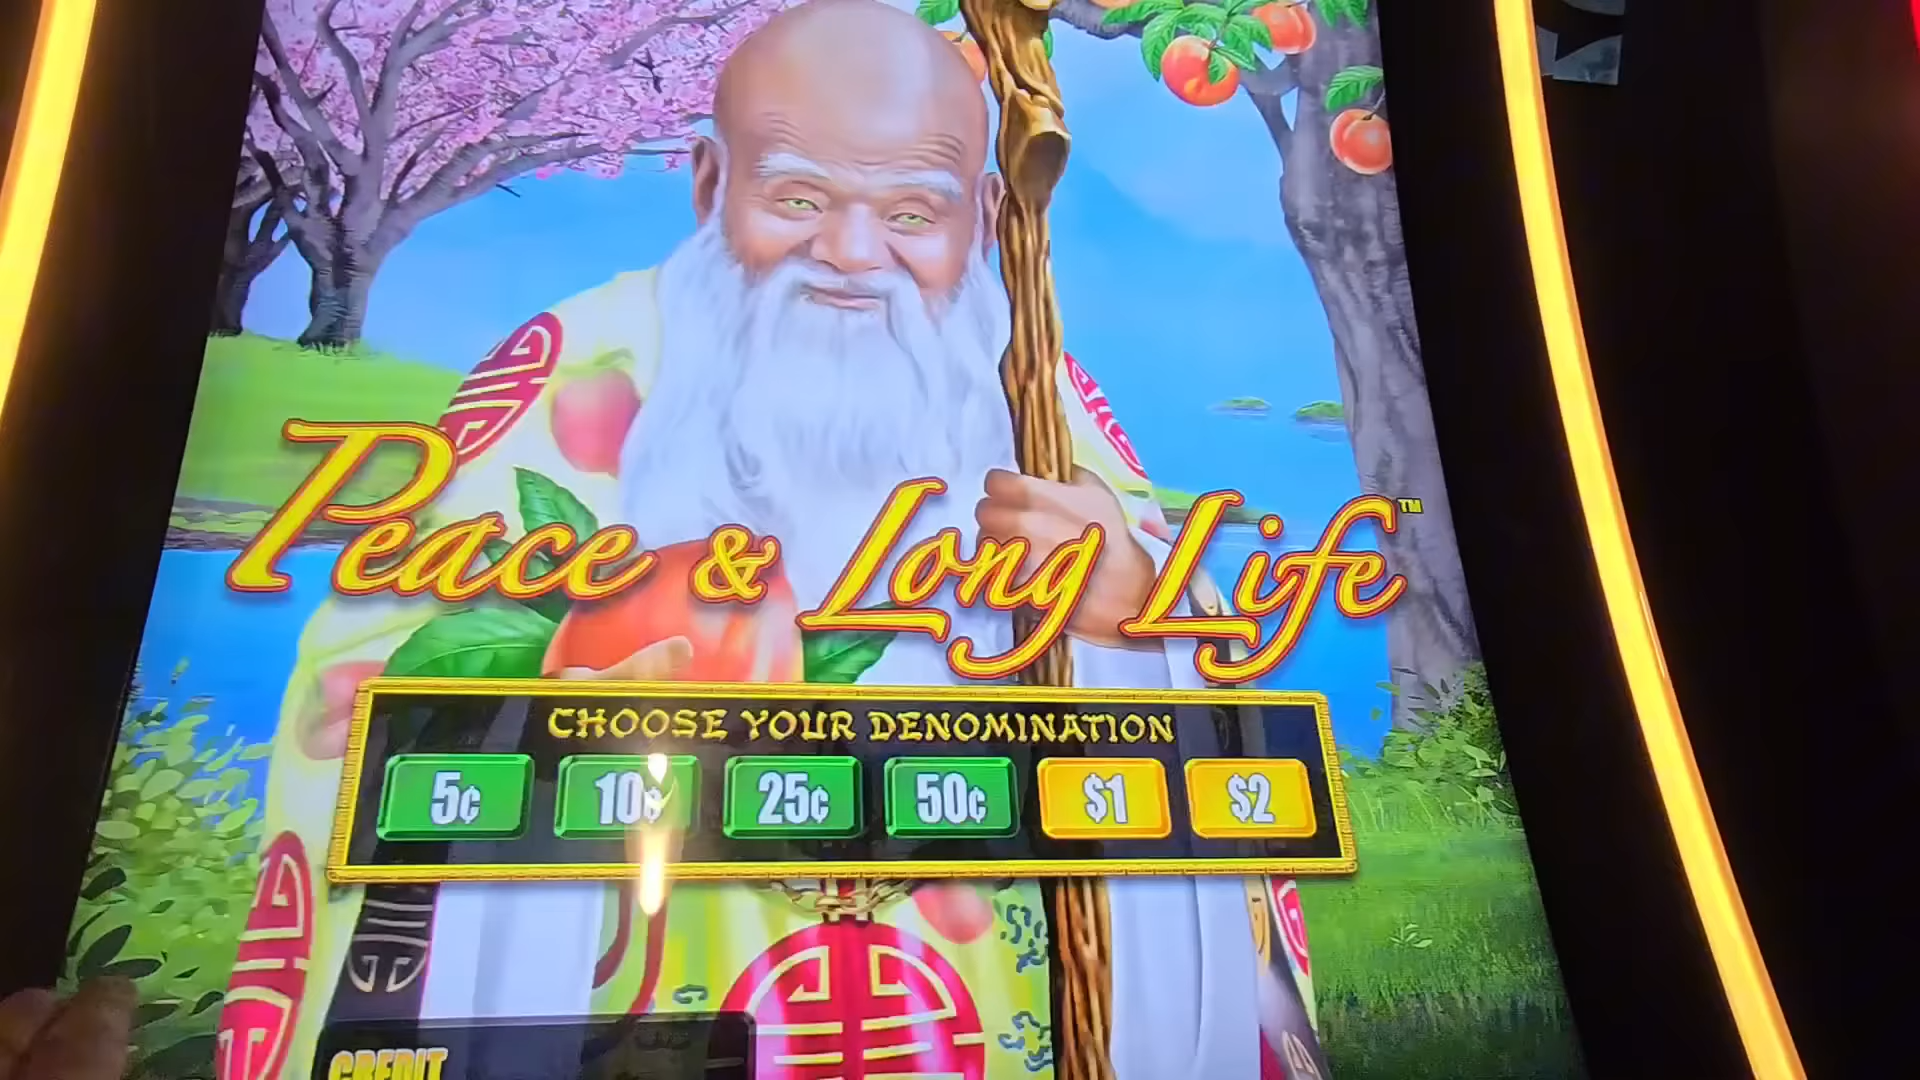 Peace & Long Life™
CHOOSE YOUR DENOMINATION
5¢ 10¢ 25¢ 50¢ $1 $2
CREDIT